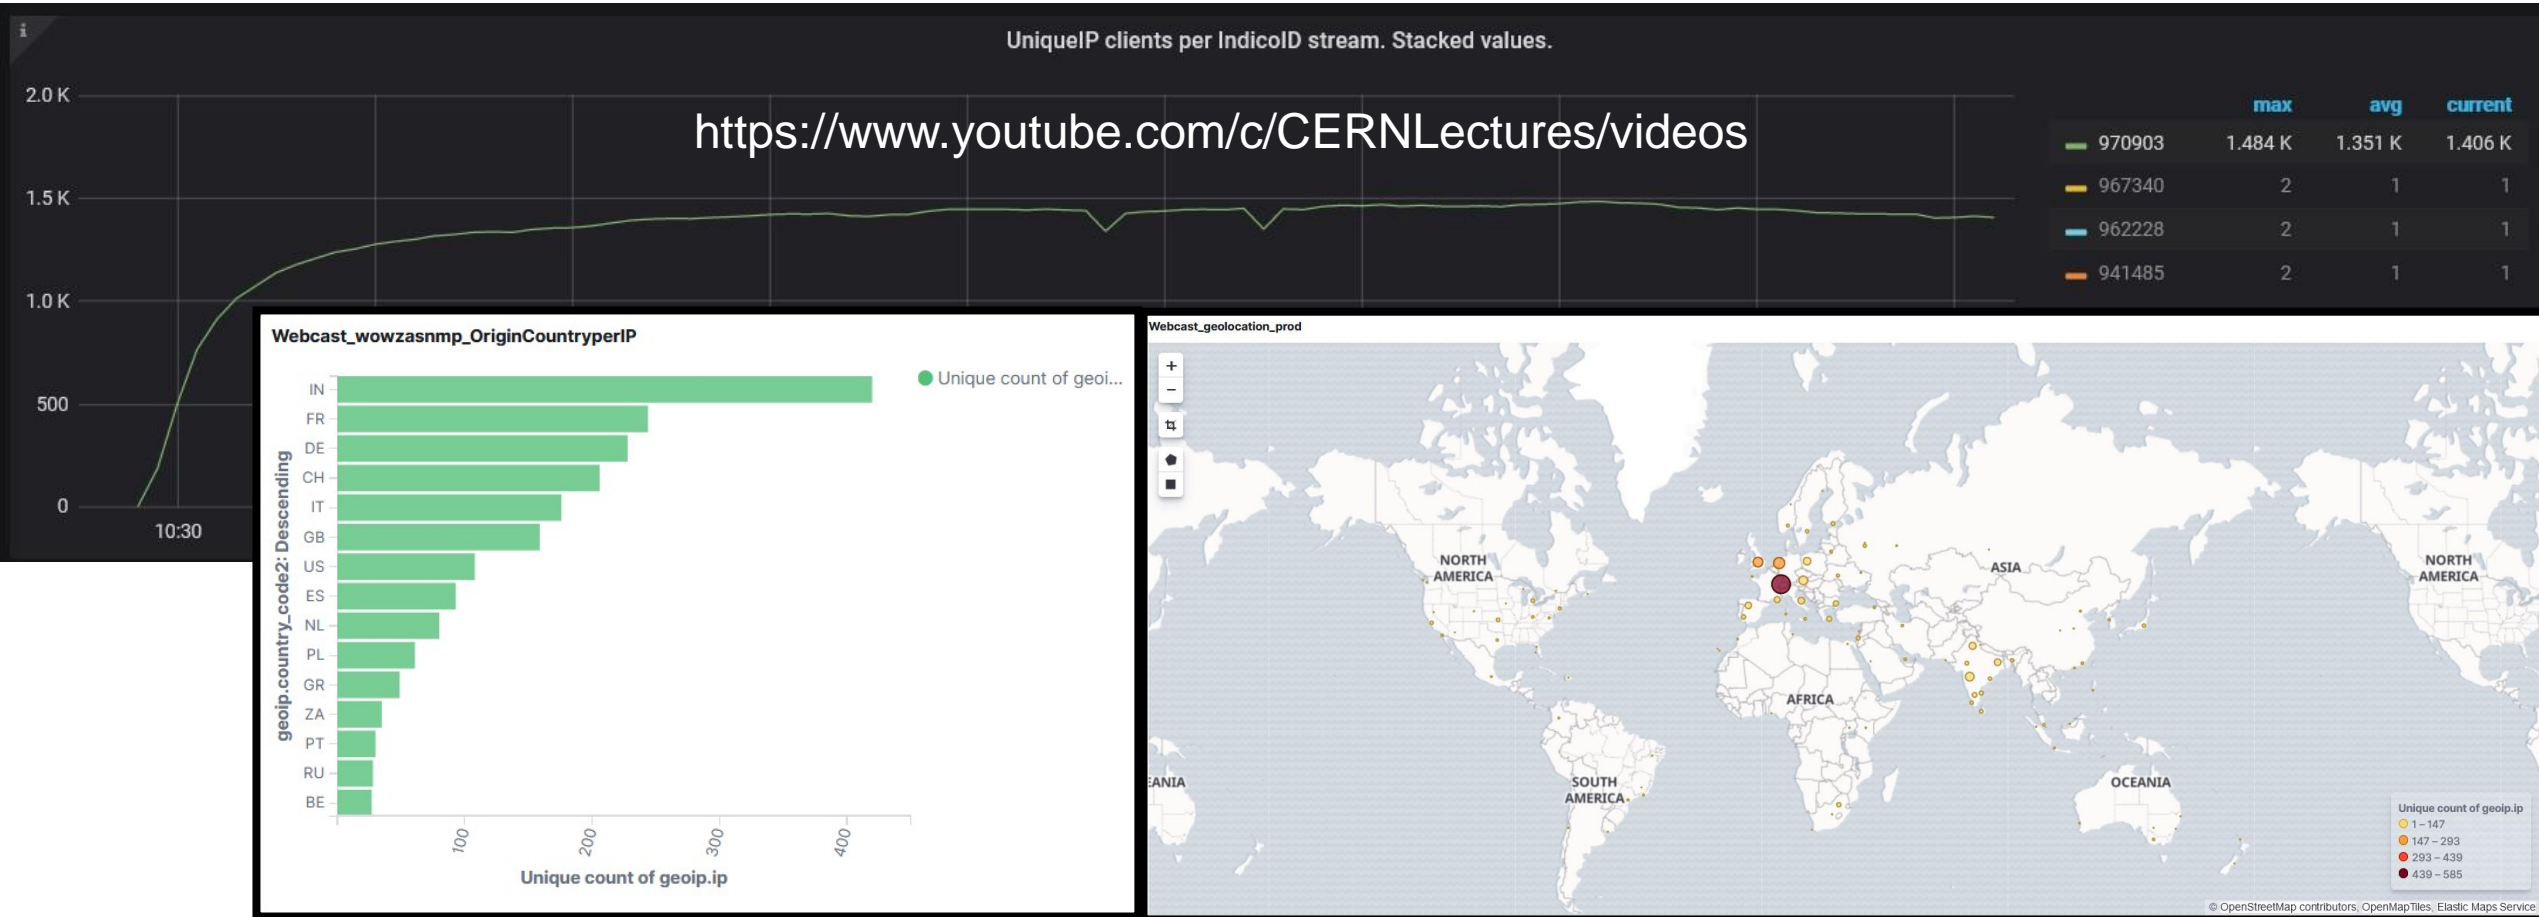 UniqueIP clients per IndicoID stream. Stacked values.
https://www.youtube.com/c/CERNLectures/videos
2.0 K
1.5 K
1.0 K
500
0
10:30
max avg current
970903 1.484 K 1.351 K 1.406 K
967340 2 1 1
962228 2 1 1
941485 2 1 1
Webcast_wowzasnmp_OriginCountryperIP
Unique count of geoi...
geoip.country_code2: Descending
IN
FR
DE
CH
IT
GB
US
ES
NL
PL
GR
ZA
PT
RU
BE
100
200
300
400
Unique count of geoip.ip
Webcast_geolocation_prod
+
−
NORTH
AMERICA
ASIA
NORTH
AMERICA
AFRICA
EANIA
SOUTH
AMERICA
OCEANIA
Unique count of geoip.ip
1 – 147
147 – 293
293 – 439
439 – 585
© OpenStreetMap contributors, OpenMapTiles, Elastic Maps Service